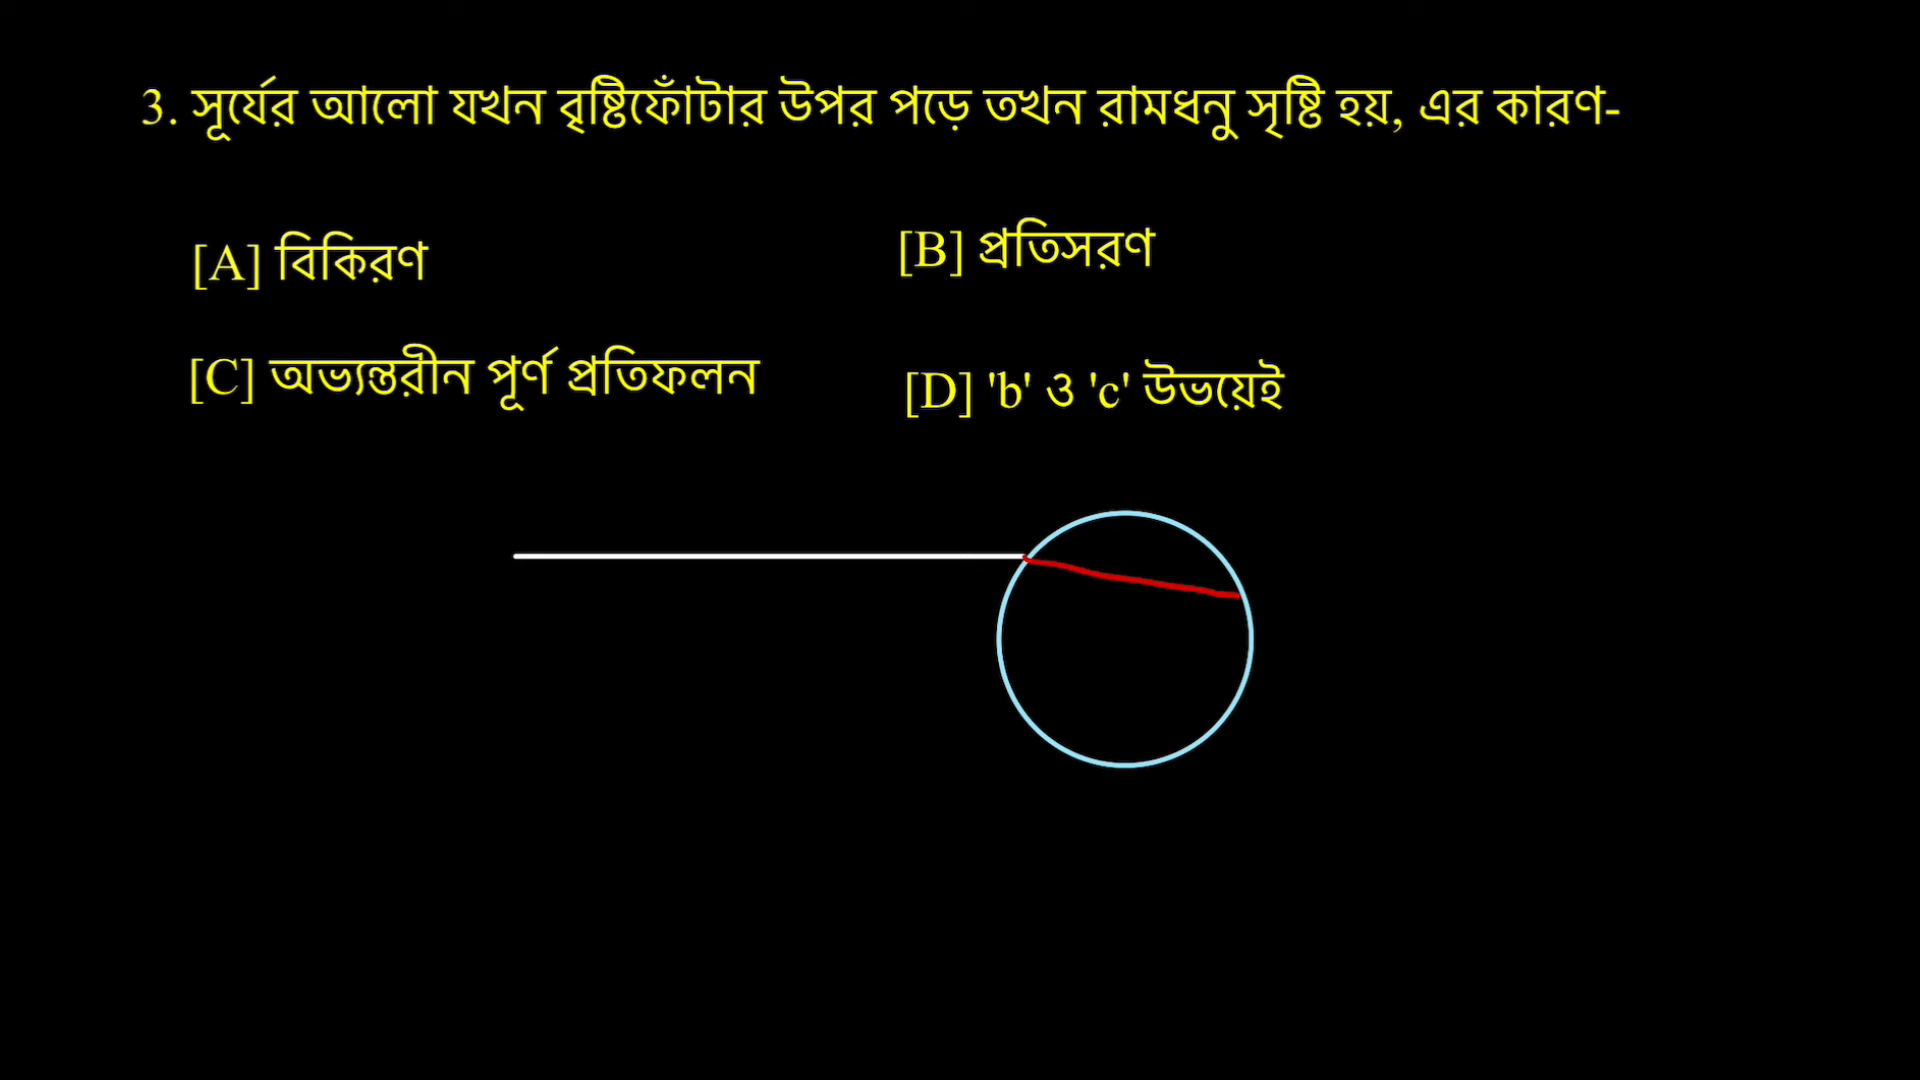 3. সূর্যের আলো যখন বৃষ্টিফোঁটার উপর পড়ে তখন রামধনু সৃষ্টি হয়, এর কারণ-
[A] বিকিরণ
[B] প্রতিসরণ
[C] অভ্যন্তরীন পূর্ণ প্রতিফলন
[D] 'b' ও 'c' উভয়েই